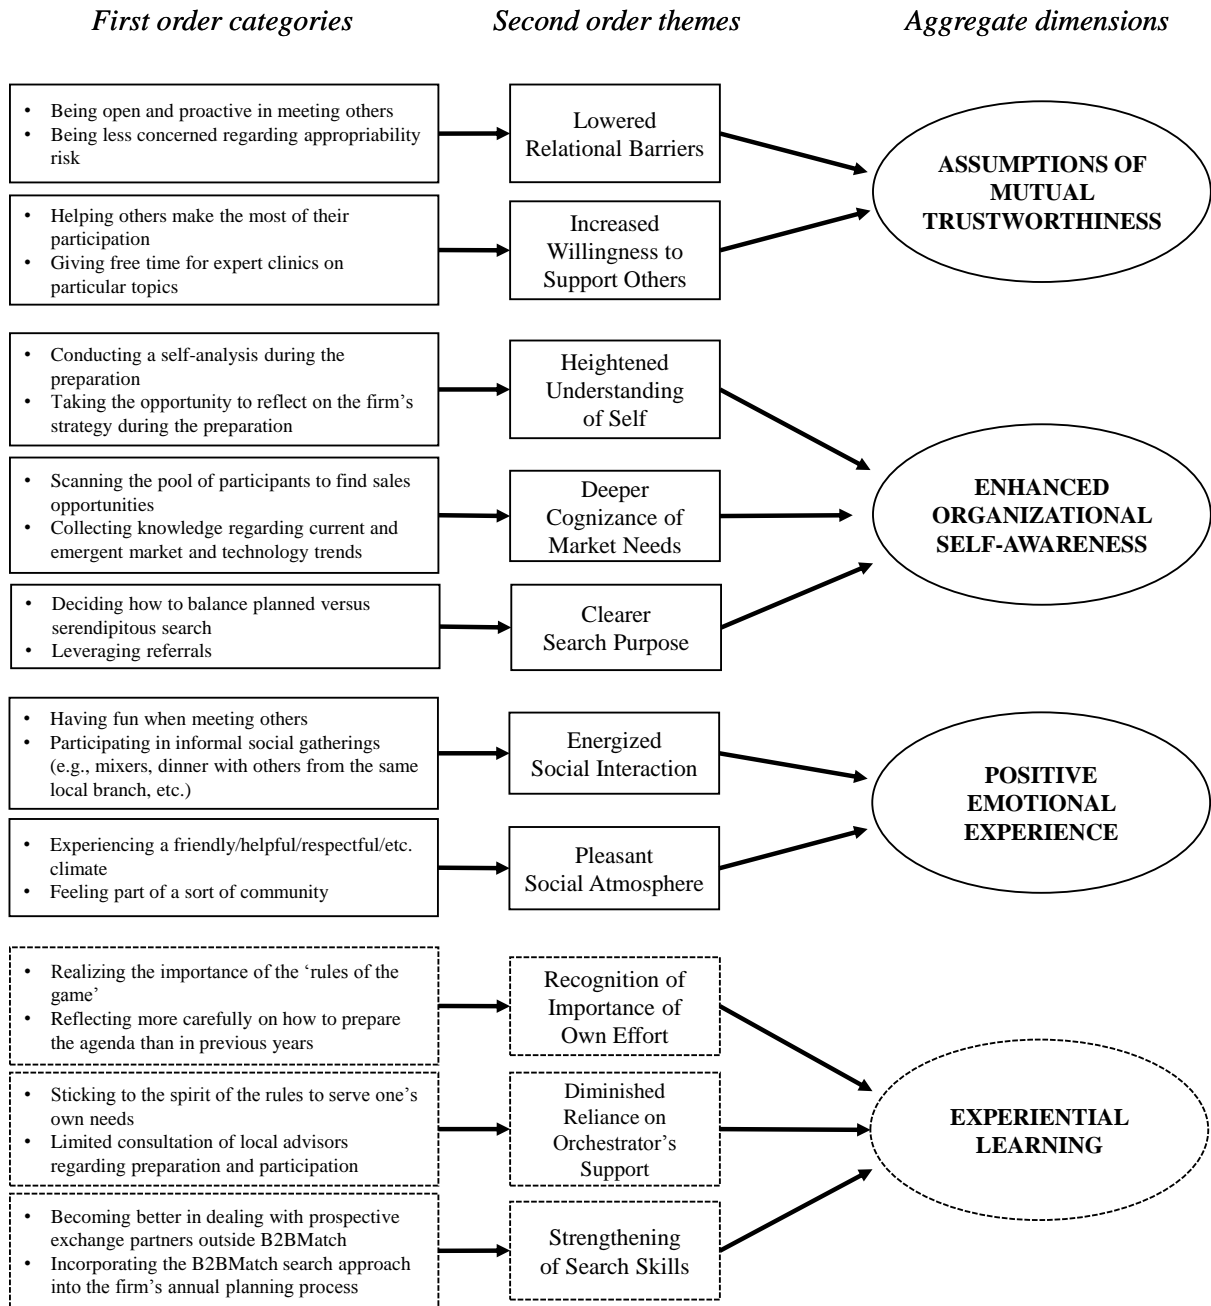 First order categories
Second order themes
Aggregate dimensions
• Being open and proactive in meeting others
• Being less concerned regarding appropriability
risk
Lowered
Relational Barriers
• Helping others make the most of their
participation
• Giving free time for expert clinics on
particular topics
Increased
Willingness to
Support Others
ASSUMPTIONS OF
MUTUAL
TRUSTWORTHINESS
• Conducting a self-analysis during the
preparation
• Taking the opportunity to reflect on the firm’s
strategy during the preparation
Heightened
Understanding
of Self
• Scanning the pool of participants to find sales
opportunities
• Collecting knowledge regarding current and
emergent market and technology trends
Deeper
Cognizance of
Market Needs
• Deciding how to balance planned versus
serendipitous search
• Leveraging referrals
Clearer
Search Purpose
ENHANCED
ORGANIZATIONAL
SELF-AWARENESS
• Having fun when meeting others
• Participating in informal social gatherings
(e.g., mixers, dinner with others from the same
local branch, etc.)
Energized
Social Interaction
• Experiencing a friendly/helpful/respectful/etc.
climate
• Feeling part of a sort of community
Pleasant
Social Atmosphere
POSITIVE
EMOTIONAL
EXPERIENCE
• Realizing the importance of the ‘rules of the
game’
• Reflecting more carefully on how to prepare
the agenda than in previous years
Recognition of
Importance of
Own Effort
• Sticking to the spirit of the rules to serve one’s
own needs
• Limited consultation of local advisors
regarding preparation and participation
Diminished
Reliance on
Orchestrator’s
Support
• Becoming better in dealing with prospective
exchange partners outside B2BMatch
• Incorporating the B2BMatch search approach
into the firm’s annual planning process
Strengthening
of Search Skills
EXPERIENTIAL
LEARNING